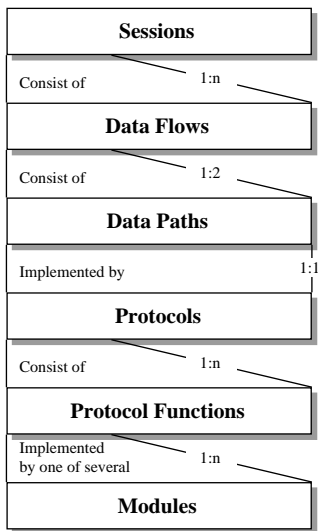 Sessions
Consist of
1:n
Data Flows
Consist of
1:2
Data Paths
Implemented by
1:1
Protocols
Consist of
1:n
Protocol Functions
Implemented
by one of several
1:n
Modules